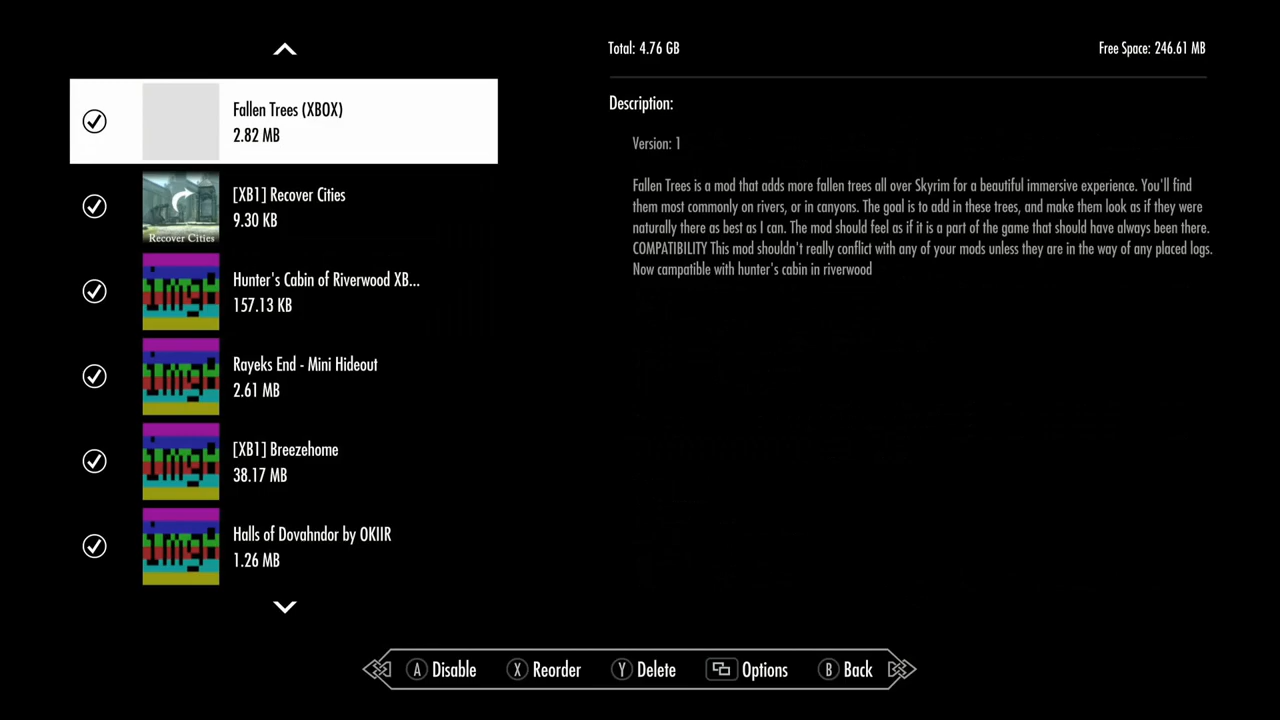 Total: 4.76 GB
Free Space: 246.61 MB
Fallen Trees (XBOX)
2.82 MB
[XB1] Recover Cities
9.30 KB
Recover Cities
Hunter's Cabin of Riverwood XB...
157.13 KB
Rayeks End - Mini Hideout
2.61 MB
[XB1] Breezehome
38.17 MB
Halls of Dovahndor by OKIIR
1.26 MB
Description:
Version: 1
Fallen Trees is a mod that adds more fallen trees all over Skyrim for a beautiful immersive experience. You'll find
them most commonly on rivers, or in canyons. The goal is to add in these trees, and make them look as if they were
naturally there as best as I can. The mod should feel as if it is a part of the game that should have always been there.
COMPATIBILITY This mod shouldn't really conflict with any of your mods unless they are in the way of any placed logs.
Now campatible with hunter's cabin in riverwood
A Disable
X Reorder
Y Delete
Options
B Back